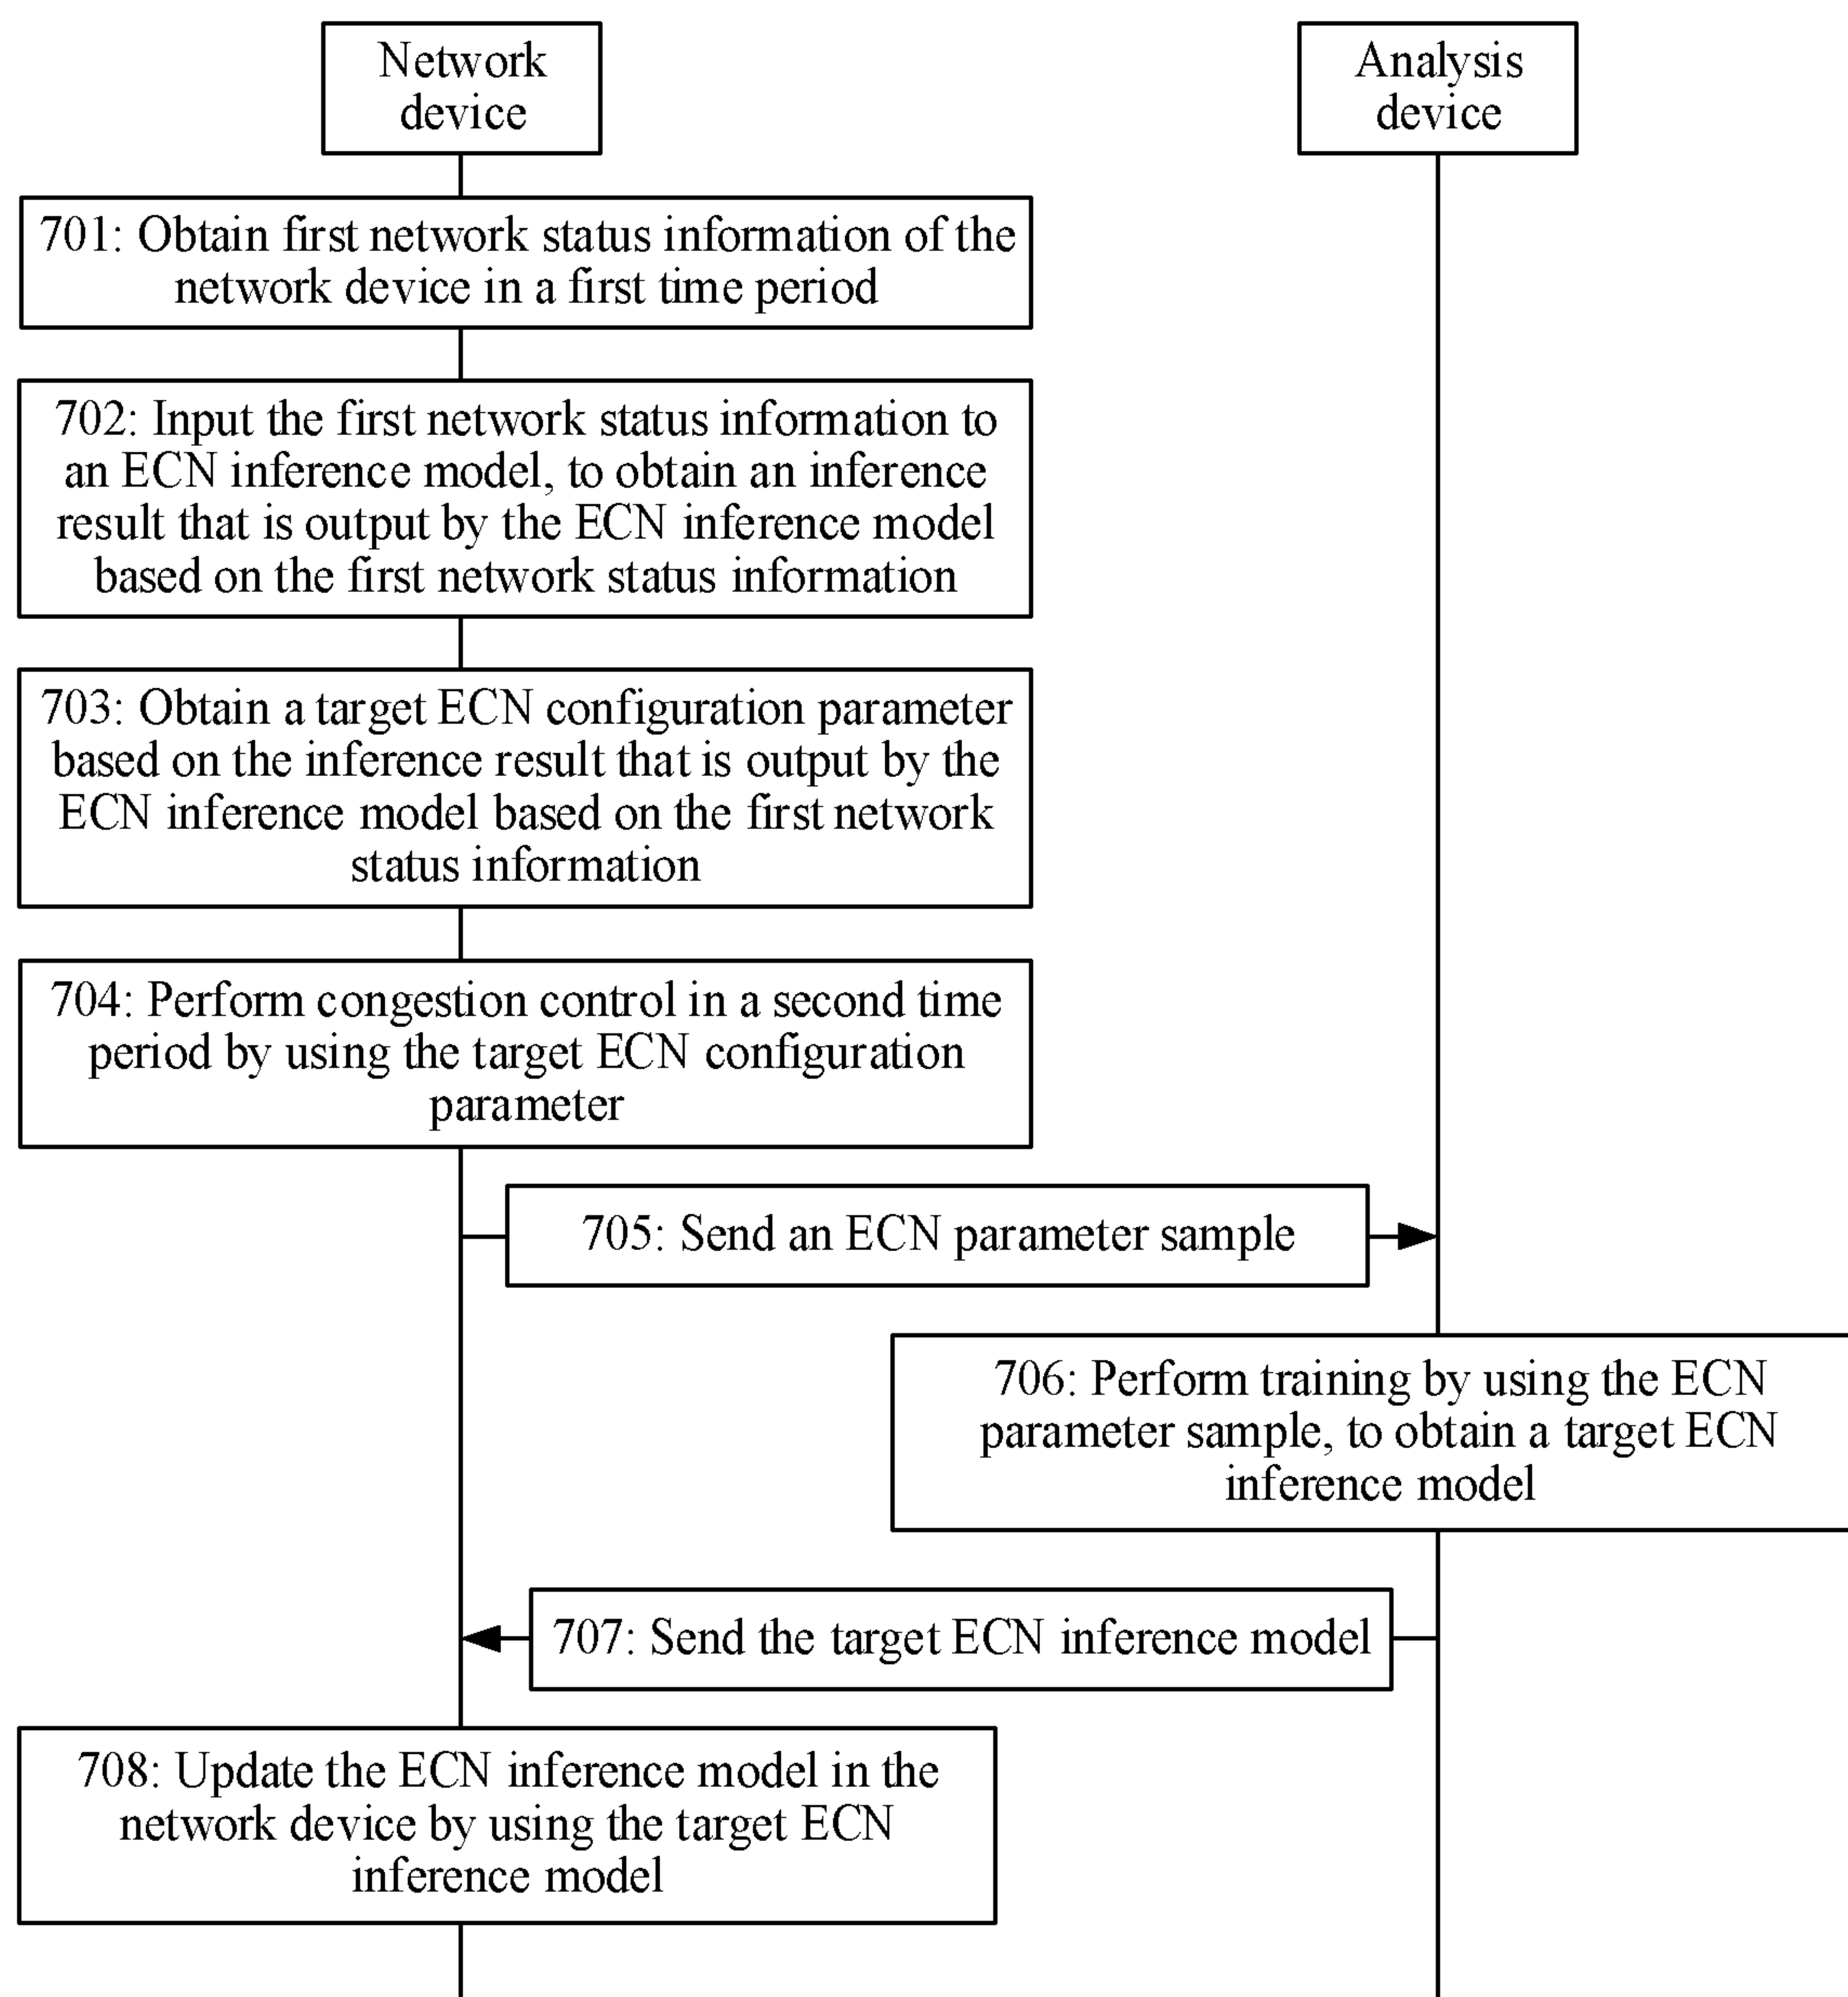 Network
device
Analysis
device
701: Obtain first network status information of the
network device in a first time period
702: Input the first network status information to
an ECN inference model, to obtain an inference
result that is output by the ECN inference model
based on the first network status information
703: Obtain a target ECN configuration parameter
based on the inference result that is output by the
ECN inference model based on the first network
status information
704: Perform congestion control in a second time
period by using the target ECN configuration
parameter
705: Send an ECN parameter sample
706: Perform training by using the ECN
parameter sample, to obtain a target ECN
inference model
707: Send the target ECN inference model
708: Update the ECN inference model in the
network device by using the target ECN
inference model